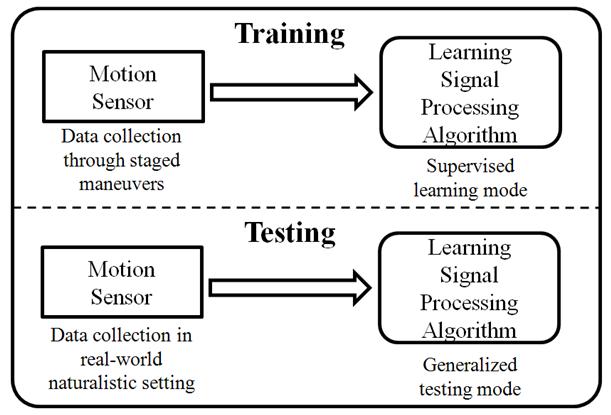 Training
Motion
Sensor
Data collection
through staged
maneuvers
Learning
Signal
Processing
Algorithm
Supervised
learning mode
Testing
Motion
Sensor
Data collection in
real-world
naturalistic setting
Learning
Signal
Processing
Algorithm
Generalized
testing mode